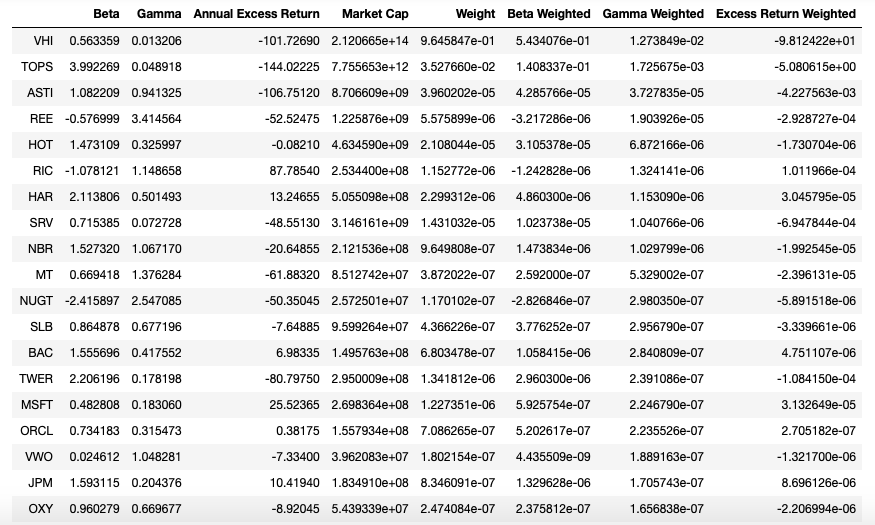 Beta Gamma Annual Excess Return Market Cap Weight Beta Weighted Gamma Weighted Excess Return Weighted
VHI 0.563359 0.013206 -101.72690 2.120665e+14 9.645847e-01 5.434076e-01 1.273849e-02 -9.812422e+01
TOPS 3.992269 0.048918 -144.02225 7.755653e+12 3.527660e-02 1.408337e-01 1.725675e-03 -5.080615e+00
ASTI 1.082209 0.941325 -106.75120 8.706609e+09 3.960202e-05 4.285766e-05 3.727835e-05 -4.227563e-03
REE -0.576999 3.414564 -52.52475 1.225876e+09 5.575899e-06 -3.217286e-06 1.903926e-05 -2.928727e-04
HOT 1.473109 0.325997 -0.08210 4.634590e+09 2.108044e-05 3.105378e-05 6.872166e-06 -1.730704e-06
RIC -1.078121 1.148658 87.78540 2.534400e+08 1.152772e-06 -1.242828e-06 1.324141e-06 1.011966e-04
HAR 2.113806 0.501493 13.24655 5.055098e+08 2.299312e-06 4.860300e-06 1.153090e-06 3.045795e-05
SRV 0.715385 0.072728 -48.55130 3.146161e+09 1.431032e-05 1.023738e-05 1.040766e-06 -6.947844e-04
NBR 1.527320 1.067170 -20.64855 2.121536e+08 9.649808e-07 1.473834e-06 1.029799e-06 -1.992545e-05
MT 0.669418 1.376284 -61.88320 8.512742e+07 3.872022e-07 2.592000e-07 5.329002e-07 -2.396131e-05
NUGT -2.415897 2.547085 -50.35045 2.572501e+07 1.170102e-07 -2.826846e-07 2.980350e-07 -5.891518e-06
SLB 0.864878 0.677196 -7.64885 9.599264e+07 4.366226e-07 3.776252e-07 2.956790e-07 -3.339661e-06
BAC 1.555696 0.417552 6.98335 1.495763e+08 6.803478e-07 1.058415e-06 2.840809e-07 4.751107e-06
TWER 2.206196 0.178198 -80.79750 2.950009e+08 1.341812e-06 2.960300e-06 2.391086e-07 -1.084150e-04
MSFT 0.482808 0.183060 25.52365 2.698364e+08 1.227351e-06 5.925754e-07 2.246790e-07 3.132649e-05
ORCL 0.734183 0.315473 0.38175 1.557934e+08 7.086265e-07 5.202617e-07 2.235526e-07 2.705182e-07
VWO 0.024612 1.048281 -7.33400 3.962083e+07 1.802154e-07 4.435509e-09 1.889163e-07 -1.321700e-06
JPM 1.593115 0.204376 10.41940 1.834910e+08 8.346091e-07 1.329628e-06 1.705743e-07 8.696126e-06
OXY 0.960279 0.669677 -8.92045 5.439339e+07 2.474084e-07 2.375812e-07 1.656838e-07 -2.206994e-06